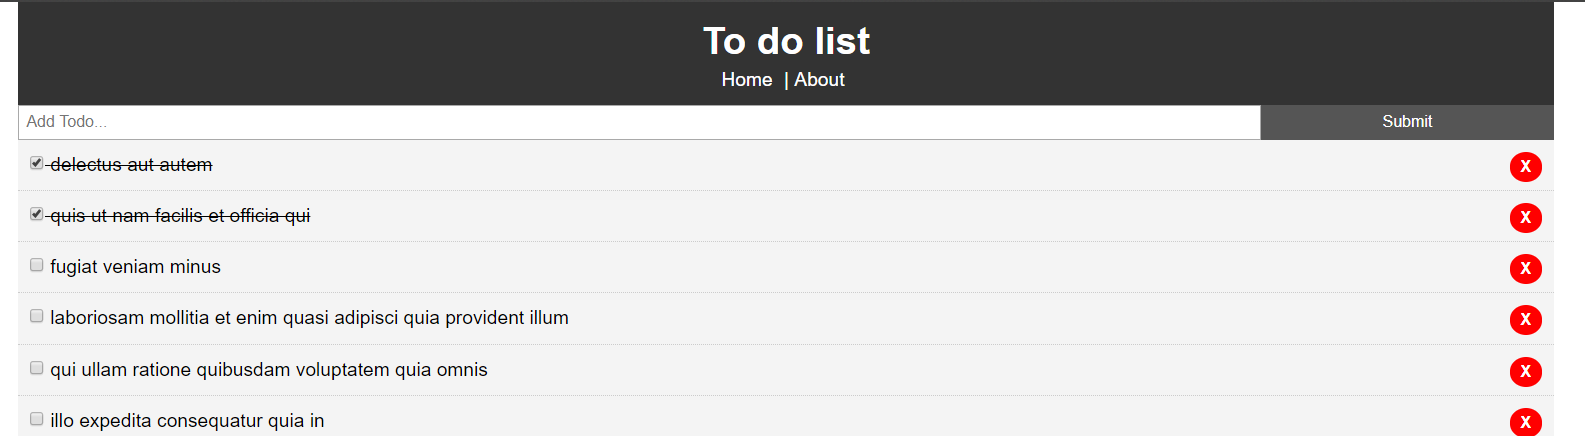 To do list
Home | About
Add Todo... Submit
delectus aut autem X
quis ut nam facilis et officia qui X
fugiat veniam minus X
laboriosam mollitia et enim quasi adipisci quia provident illum X
qui ullam ratione quibusdam voluptatem quia omnis X
illo expedita consequatur quia in X